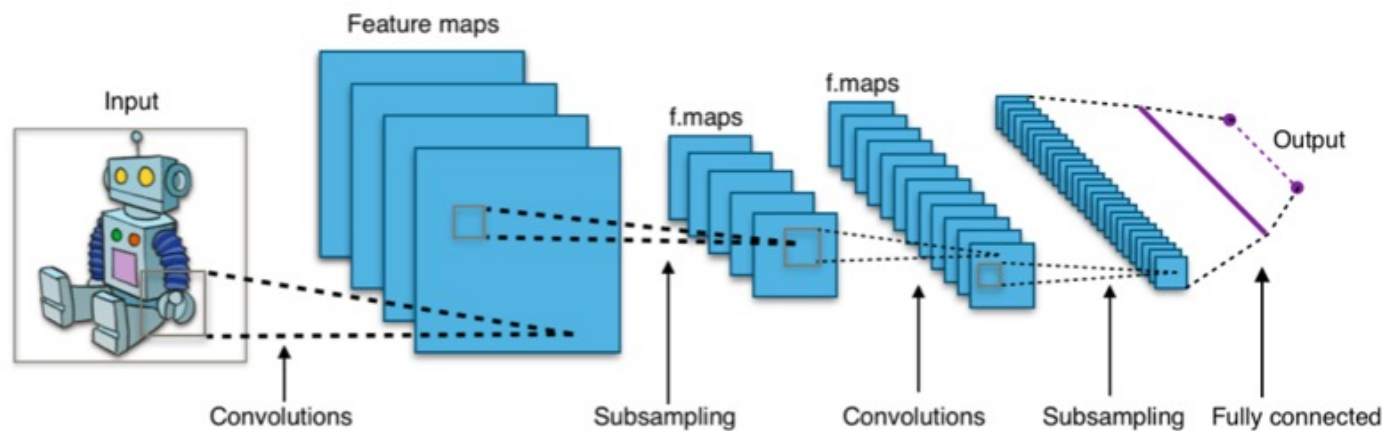 Feature maps
Input
f.maps
f.maps
Output
Convolutions
Subsampling
Convolutions
Subsampling
Fully connected